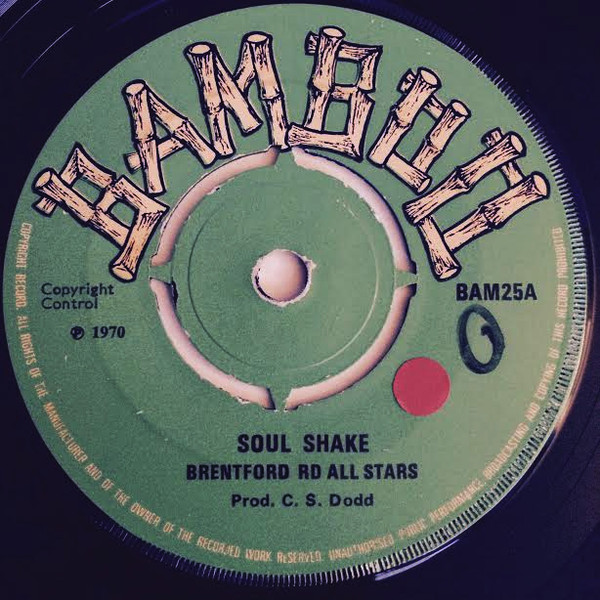 BAMBOO
Copyright
Control
℗ 1970
BAM25A
O
SOUL SHAKE
BRENTFORD RD ALL STARS
Prod. C. S. Dodd
COPYRIGHT RECORD. ALL RIGHTS OF THE MANUFACTURER AND OF THE OWNER OF THE RECORDED WORK RESERVED. UNAUTHORISED PUBLIC PERFORMANCE, BROADCASTING AND COPYING OF THIS RECORD PROHIBITED